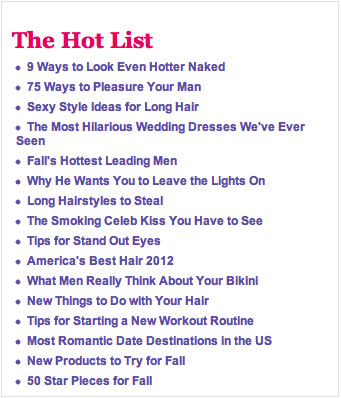 The Hot List
9 Ways to Look Even Hotter Naked
75 Ways to Pleasure Your Man
Sexy Style Ideas for Long Hair
The Most Hilarious Wedding Dresses We've Ever
Seen
Fall's Hottest Leading Men
Why He Wants You to Leave the Lights On
Long Hairstyles to Steal
The Smoking Celeb Kiss You Have to See
Tips for Stand Out Eyes
America's Best Hair 2012
What Men Really Think About Your Bikini
New Things to Do with Your Hair
Tips for Starting a New Workout Routine
Most Romantic Date Destinations in the US
New Products to Try for Fall
50 Star Pieces for Fall